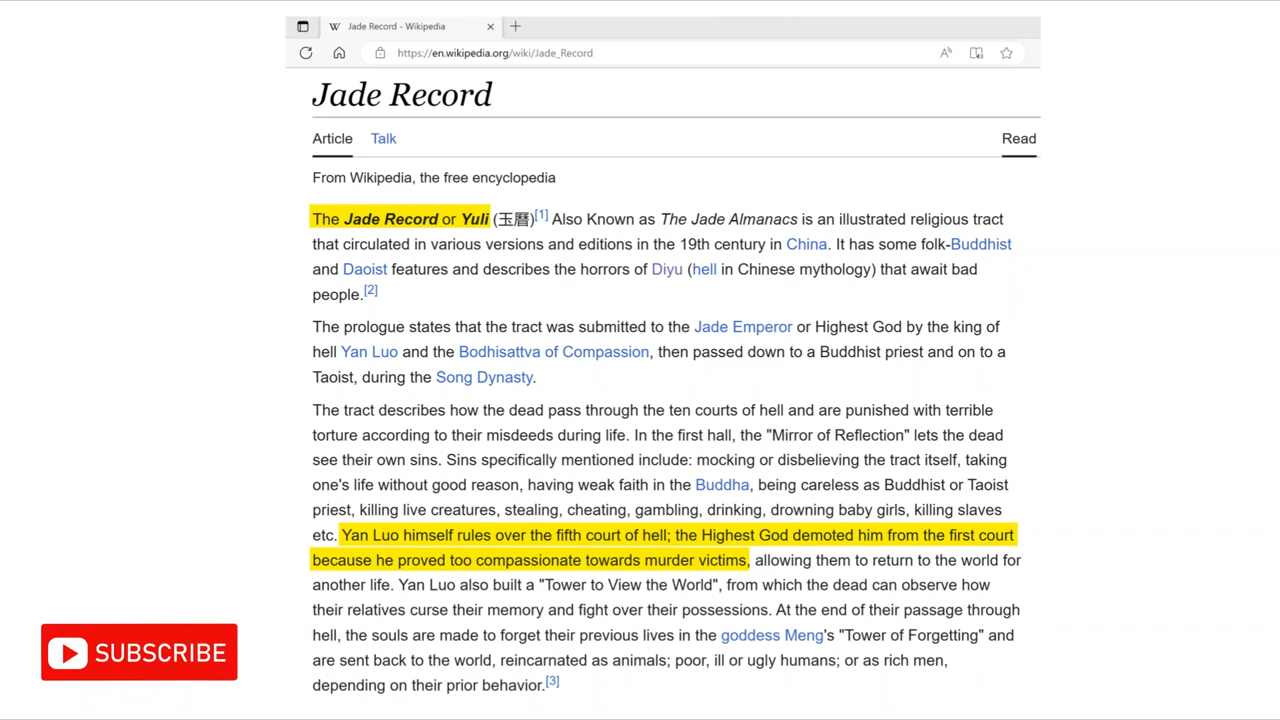 Jade Record - Wikipedia
https://en.wikipedia.org/wiki/Jade_Record
Jade Record
Article Talk Read
From Wikipedia, the free encyclopedia
The Jade Record or Yuli (玉曆)[1] Also Known as The Jade Almanacs is an illustrated religious tract
that circulated in various versions and editions in the 19th century in China. It has some folk-Buddhist
and Daoist features and describes the horrors of Diyu (hell in Chinese mythology) that await bad
people.[2]
The prologue states that the tract was submitted to the Jade Emperor or Highest God by the king of
hell Yan Luo and the Bodhisattva of Compassion, then passed down to a Buddhist priest and on to a
Taoist, during the Song Dynasty.
The tract describes how the dead pass through the ten courts of hell and are punished with terrible
torture according to their misdeeds during life. In the first hall, the "Mirror of Reflection" lets the dead
see their own sins. Sins specifically mentioned include: mocking or disbelieving the tract itself, taking
one's life without good reason, having weak faith in the Buddha, being careless as Buddhist or Taoist
priest, killing live creatures, stealing, cheating, gambling, drinking, drowning baby girls, killing slaves
etc. Yan Luo himself rules over the fifth court of hell; the Highest God demoted him from the first court
because he proved too compassionate towards murder victims, allowing them to return to the world for
another life. Yan Luo also built a "Tower to View the World", from which the dead can observe how
their relatives curse their memory and fight over their possessions. At the end of their passage through
hell, the souls are made to forget their previous lives in the goddess Meng's "Tower of Forgetting" and
are sent back to the world, reincarnated as animals; poor, ill or ugly humans; or as rich men,
depending on their prior behavior.[3]
SUBSCRIBE